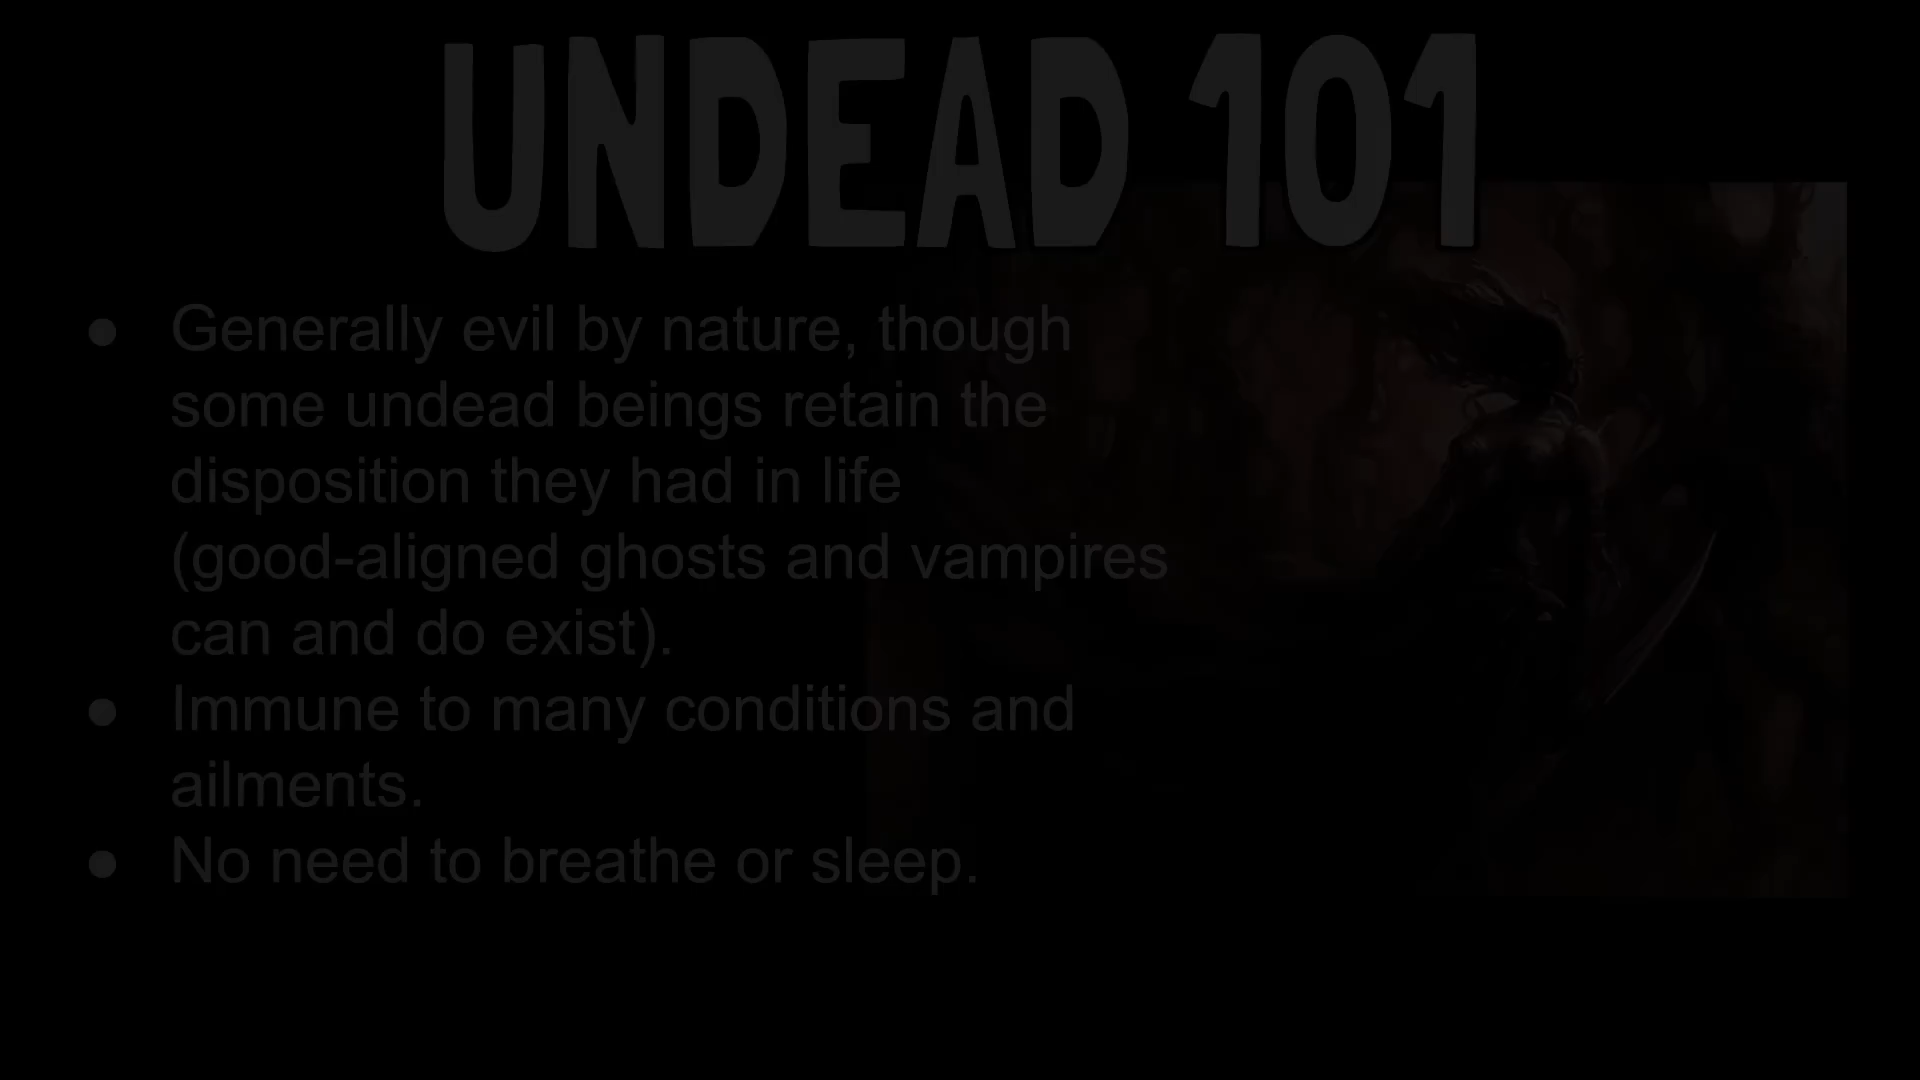 UNDEAD 101
● Generally evil by nature, though
some undead beings retain the
disposition they had in life
(good-aligned ghosts and vampires
can and do exist).
● Immune to many conditions and
ailments.
● No need to breathe or sleep.